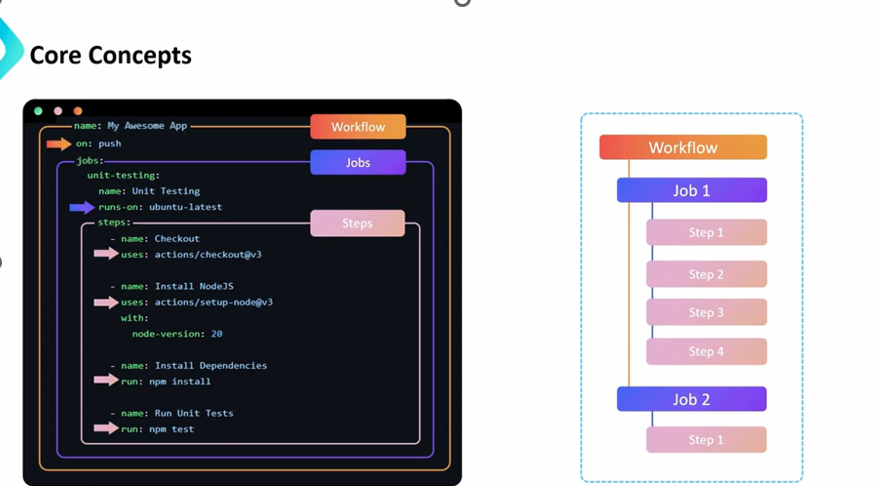 Core Concepts
name: My Awesome App
Workflow
on: push
jobs:
Jobs
unit-testing:
name: Unit Testing
runs-on: ubuntu-latest
steps:
Steps
- name: Checkout
uses: actions/checkout@v3
- name: Install NodeJS
uses: actions/setup-node@v3
with:
node-version: 20
- name: Install Dependencies
run: npm install
- name: Run Unit Tests
run: npm test
Workflow
Job 1
Step 1
Step 2
Step 3
Step 4
Job 2
Step 1